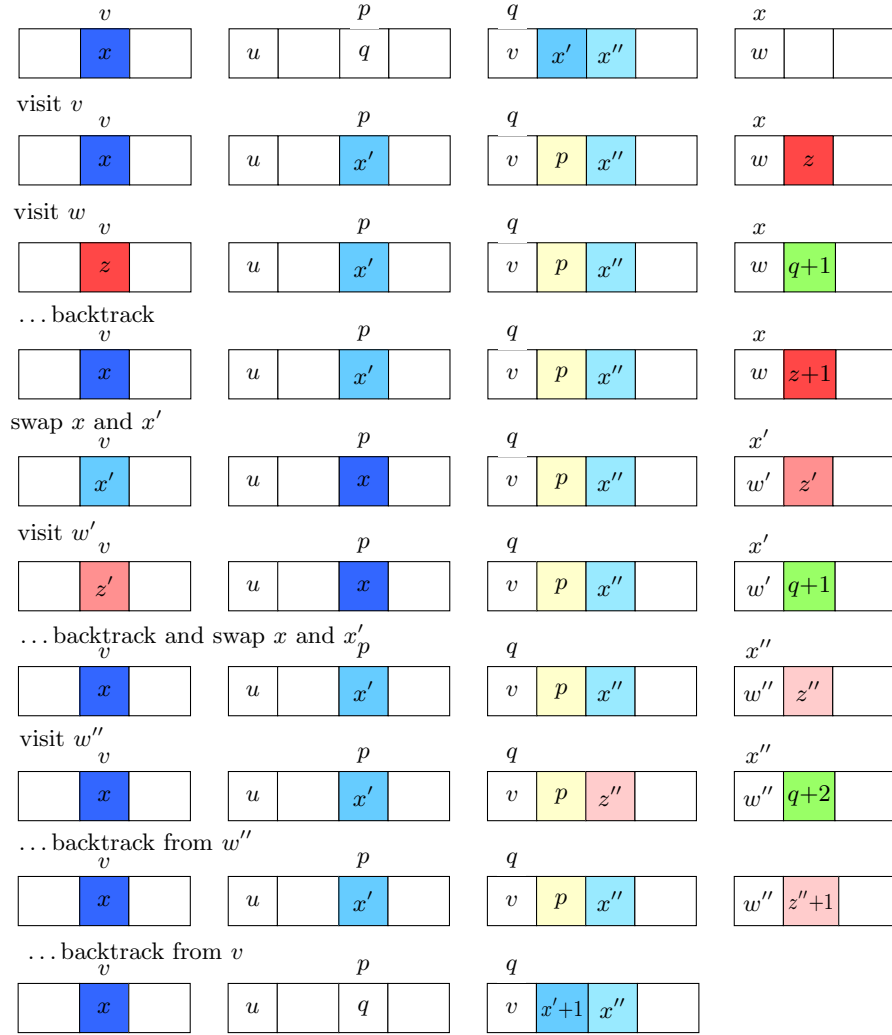 v p q x
x u q v x′ x″ w
visit v
v p q x
x u x′ v p x″ w z
visit w
v p q x
z u x′ v p x″ w q+1
...backtrack
v p q x
x u x′ v p x″ w z+1
swap x and x′
v p q x′
x′ u x v p x″ w′ z′
visit w′
v p q x′
z′ u x v p x″ w′ q+1
...backtrack and swap x and x′
v p q x″
x u x′ v p x″ w″ z″
visit w″
v p q x″
x u x′ v p z″ w″ q+2
...backtrack from w″
v p q
x u x′ v p x″ w″ z″+1
...backtrack from v
v p q
x u q v x′+1 x″